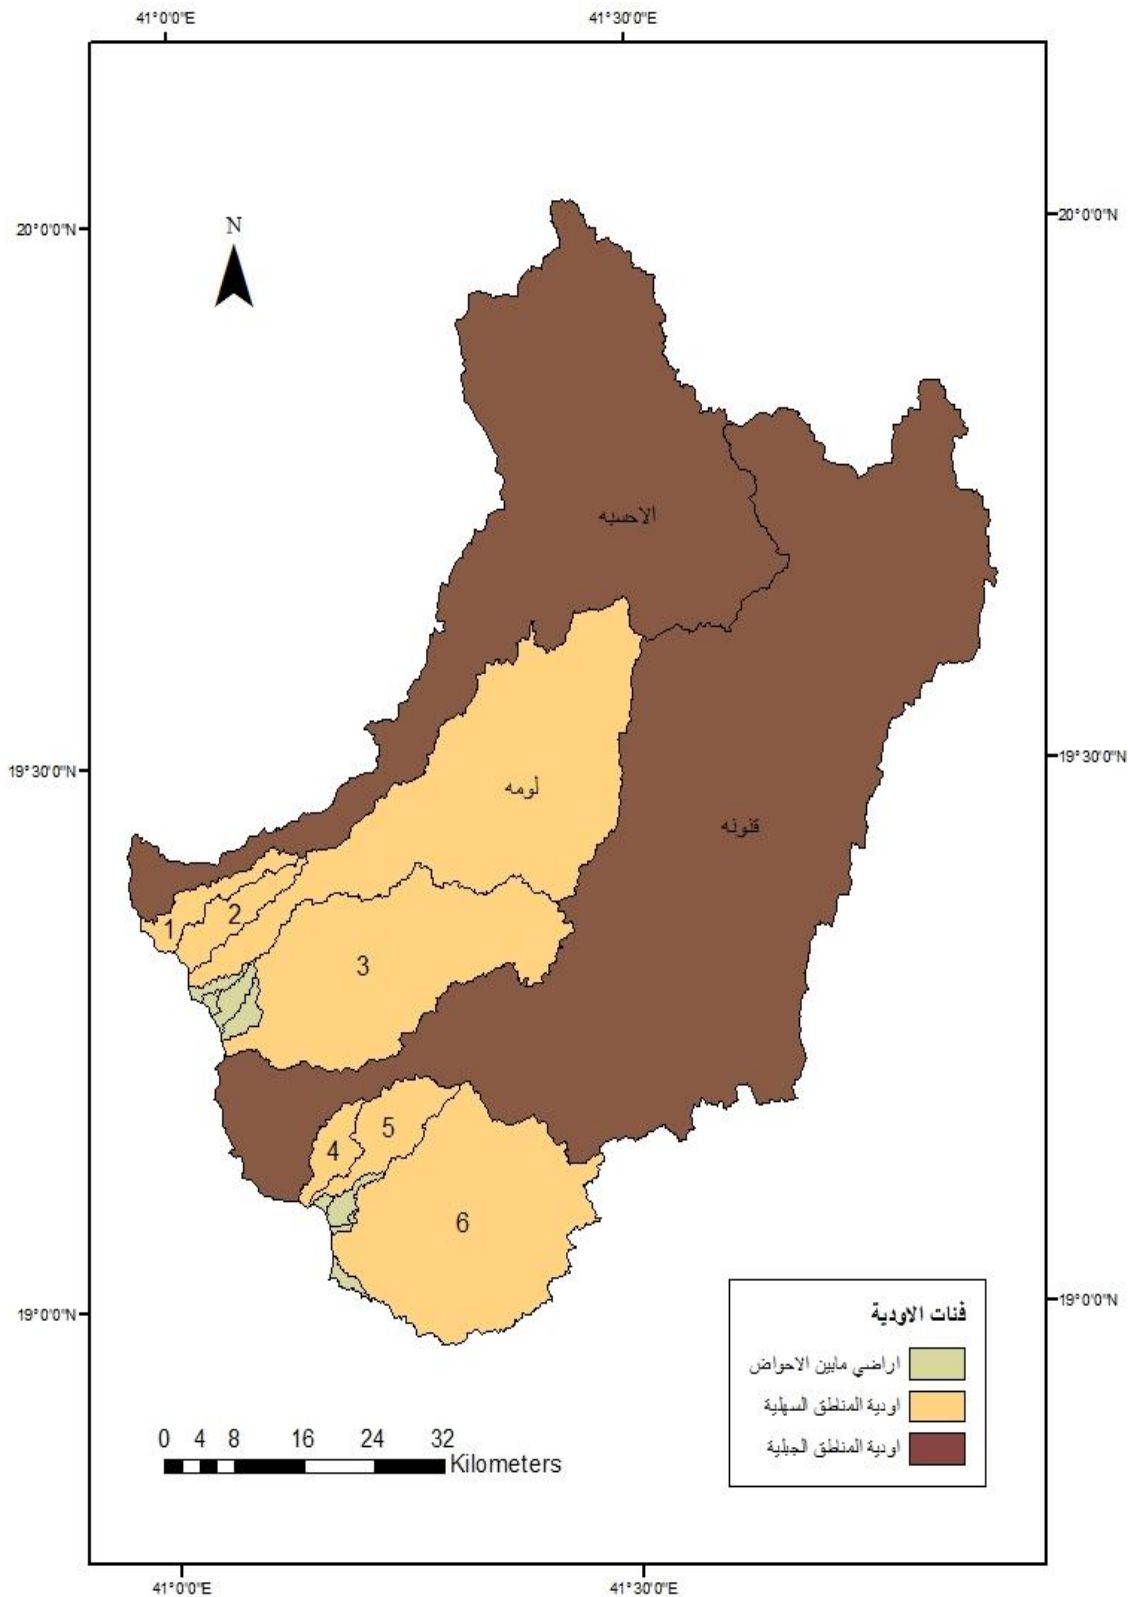 41°0'0"E 41°30'0"E
20°0'0"N 20°0'0"N
N
الاحسبه
19°30'0"N 19°30'0"N
لومه
قنونه
1
2
3
4
5
6
19°0'0"N 19°0'0"N
فئات الاودية
اراضي مابين الاحواض
اودية المناطق السهلية
اودية المناطق الجبلية
0 4 8 16 24 32
Kilometers
41°0'0"E 41°30'0"E